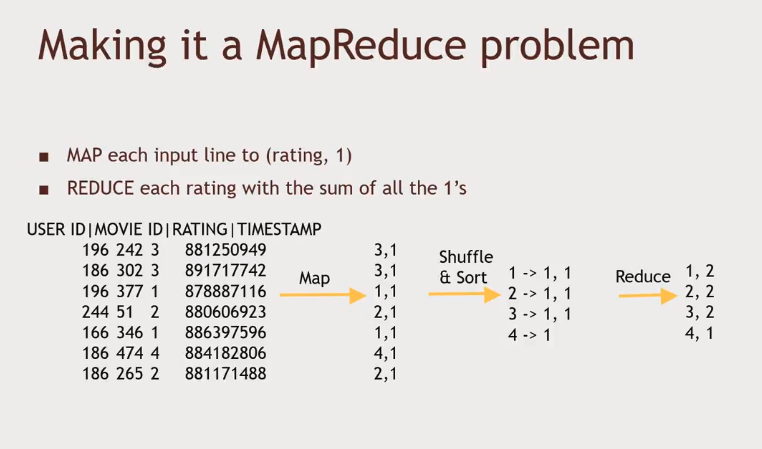 Making it a MapReduce problem
■ MAP each input line to (rating, 1)
■ REDUCE each rating with the sum of all the 1's
USER ID|MOVIE ID|RATING|TIMESTAMP
196 242 3 881250949
186 302 3 891717742
196 377 1 878887116
244 51 2 880606923
166 346 1 886397596
186 474 4 884182806
186 265 2 881171488
Map
3,1
3,1
1,1
2,1
1,1
4,1
2,1
Shuffle
& Sort
1 -> 1, 1
2 -> 1, 1
3 -> 1, 1
4 -> 1
Reduce
1, 2
2, 2
3, 2
4, 1